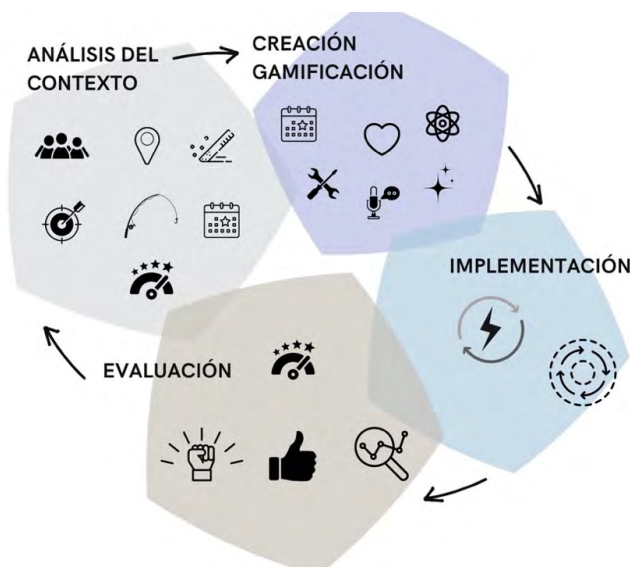 ANÁLISIS DEL
CONTEXTO
CREACIÓN
GAMIFICACIÓN
IMPLEMENTACIÓN
EVALUACIÓN